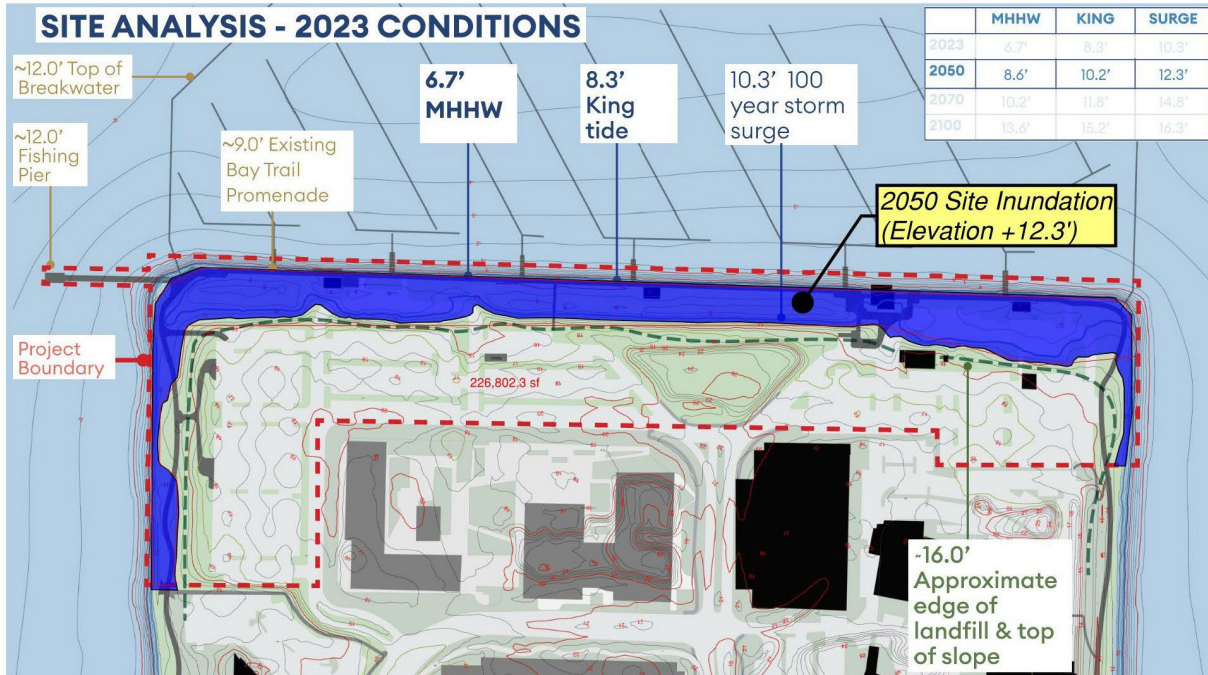 SITE ANALYSIS - 2023 CONDITIONS
MHHW KING SURGE
2023 6.7' 8.3' 10.3'
2050 8.6' 10.2' 12.3'
2070 10.2' 11.8' 14.8'
2100 13.6' 15.2' 16.3'
~12.0' Top of
Breakwater
~12.0'
Fishing
Pier
~9.0' Existing
Bay Trail
Promenade
6.7'
MHHW
8.3'
King
tide
10.3' 100
year storm
surge
2050 Site Inundation
(Elevation +12.3')
Project
Boundary
226,802.3 sf
~16.0'
Approximate
edge of
landfill & top
of slope